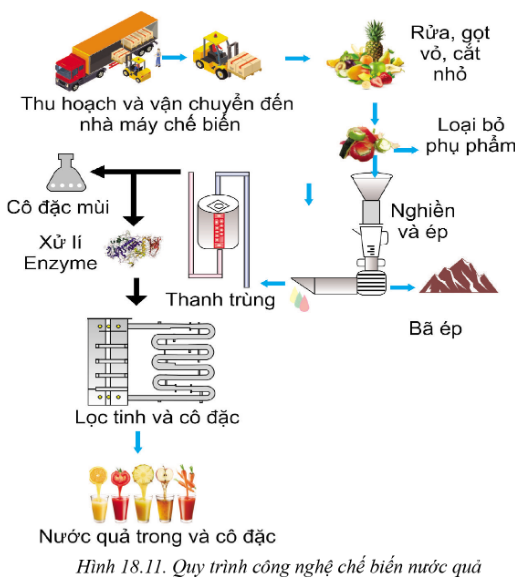 Thu hoạch và vận chuyển đến
nhà máy chế biến
Rửa, gọt
vỏ, cắt
nhỏ
Loại bỏ
phụ phẩm
Cô đặc mùi
Xử lí
Enzyme
Thanh trùng
Nghiền
và ép
Bã ép
Lọc tinh và cô đặc
Nước quả trong và cô đặc
Hình 18.11. Quy trình công nghệ chế biến nước quả